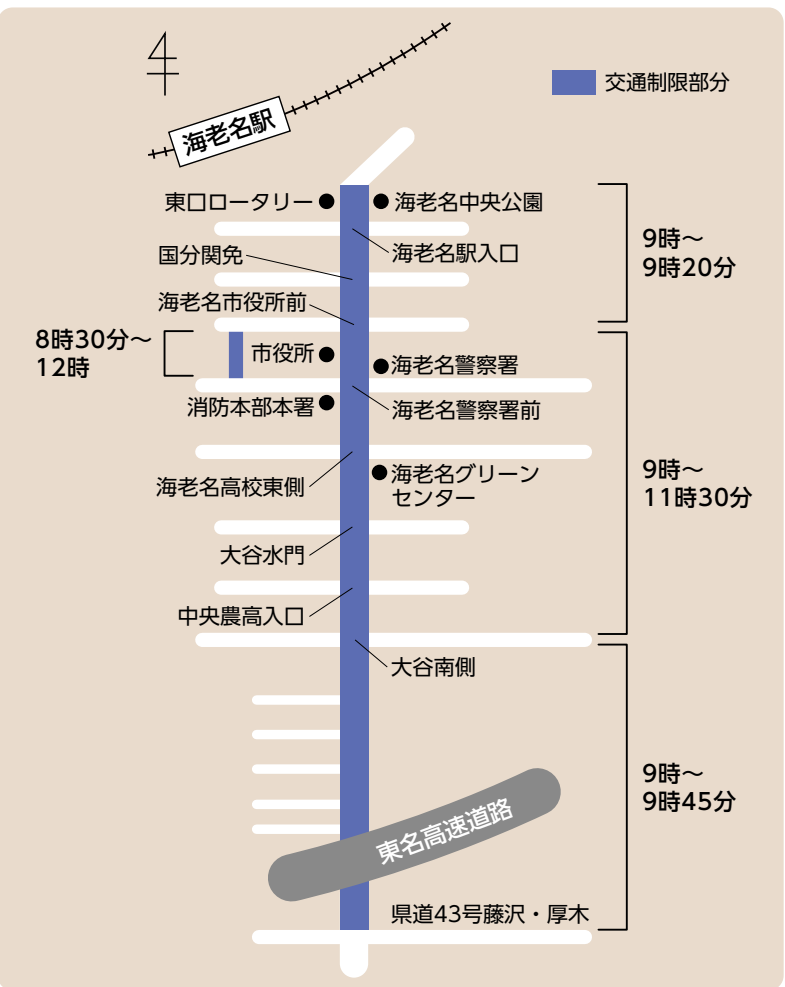 海老名駅
交通制限部分
東口ロータリー
海老名中央公園
海老名駅入口
国分関免
海老名市役所前
9時～
9時20分
8時30分～
12時
市役所
海老名警察署
消防本部本署
海老名警察署前
海老名高校東側
海老名グリーン
センター
9時～
11時30分
大谷水門
中央農高入口
大谷南側
9時～
9時45分
東名高速道路
県道43号藤沢・厚木